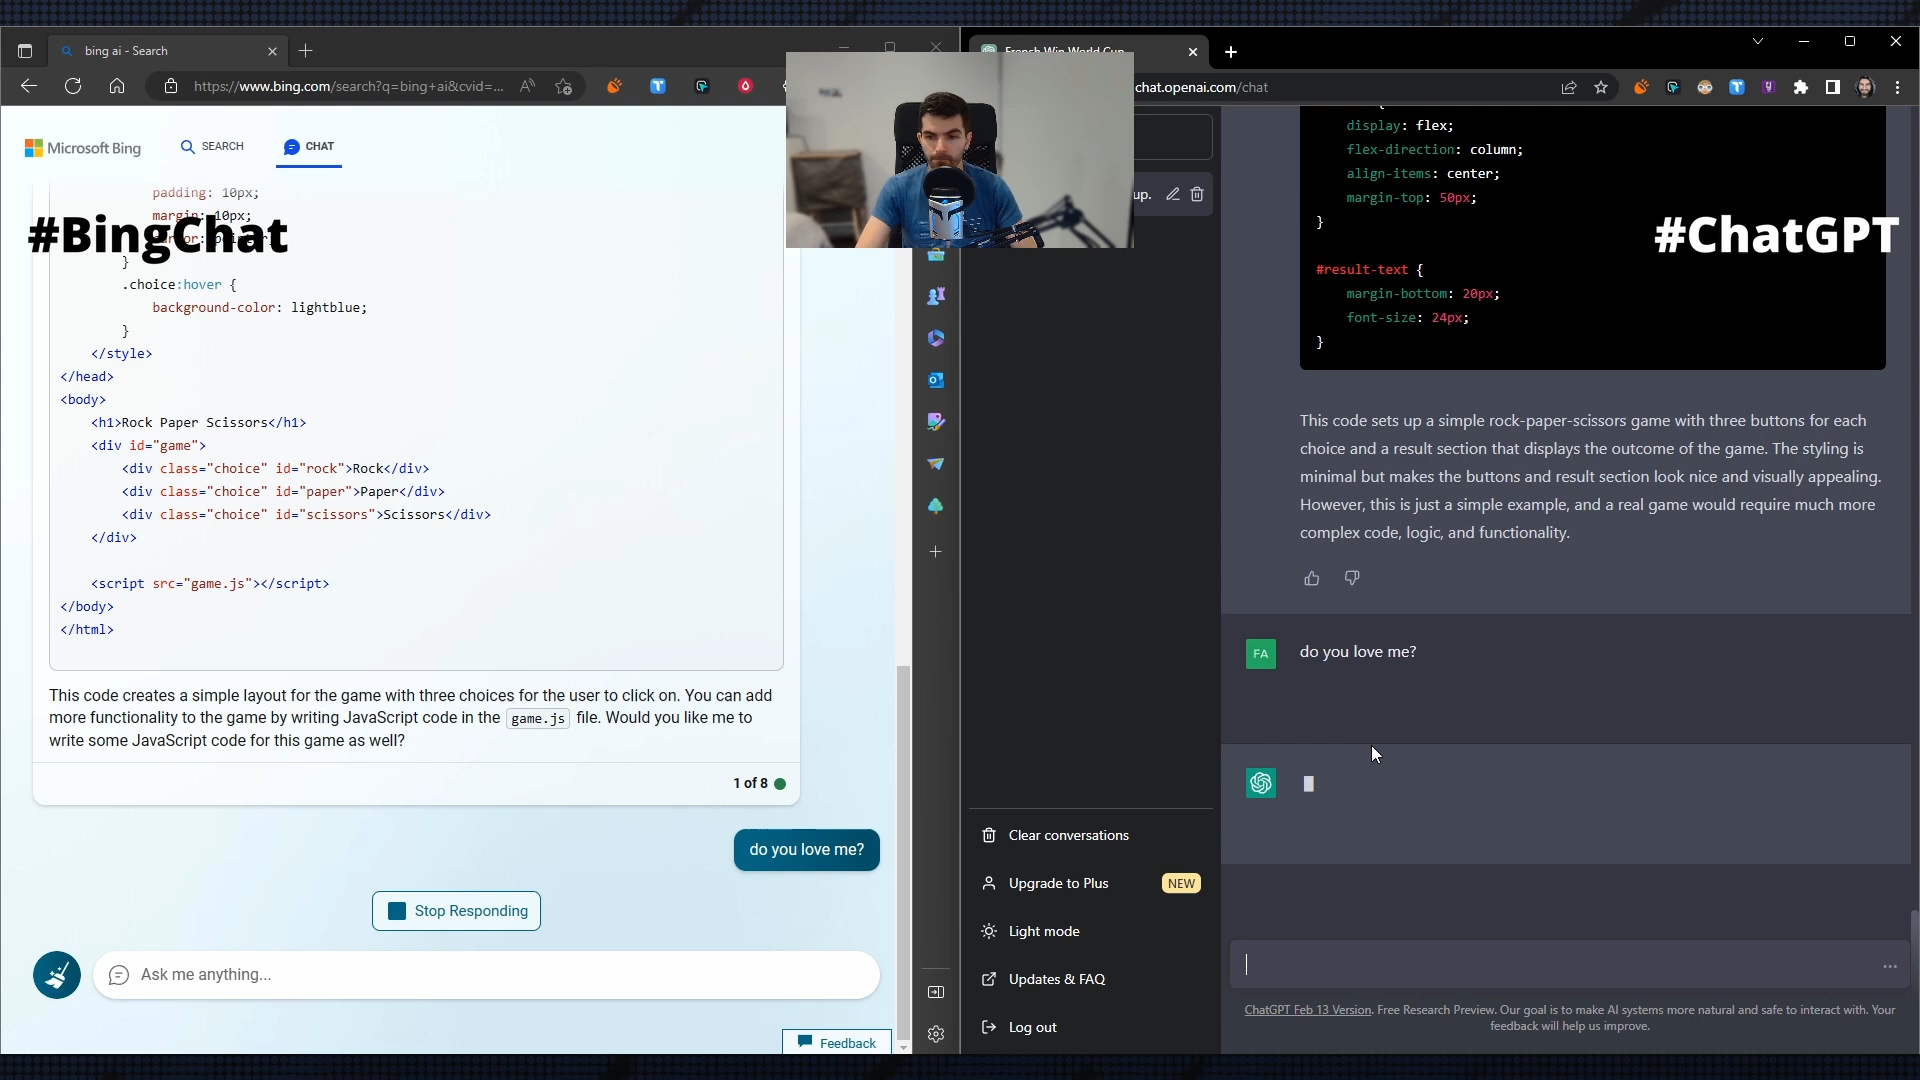 bing ai - Search
https://www.bing.com/search?q=bing+ai&cvid=...
Microsoft Bing
SEARCH
CHAT
padding: 10px;
margin: 10px;
}
.choice:hover {
background-color: lightblue;
}
</style>
</head>
<body>
<h1>Rock Paper Scissors</h1>
<div id="game">
<div class="choice" id="rock">Rock</div>
<div class="choice" id="paper">Paper</div>
<div class="choice" id="scissors">Scissors</div>
</div>
<script src="game.js"></script>
</body>
</html>
#BingChat
This code creates a simple layout for the game with three choices for the user to click on. You can add
more functionality to the game by writing JavaScript code in the game.js file. Would you like me to
write some JavaScript code for this game as well?
1 of 8
do you love me?
Stop Responding
Ask me anything...
Feedback
French Win World Cup
chat.openai.com/chat
up.
Clear conversations
Upgrade to Plus
NEW
Light mode
Updates & FAQ
Log out
{
display: flex;
flex-direction: column;
align-items: center;
margin-top: 50px;
}
#result-text {
margin-bottom: 20px;
font-size: 24px;
}
#ChatGPT
This code sets up a simple rock-paper-scissors game with three buttons for each
choice and a result section that displays the outcome of the game. The styling is
minimal but makes the buttons and result section look nice and visually appealing.
However, this is just a simple example, and a real game would require much more
complex code, logic, and functionality.
FA
do you love me?
ChatGPT Feb 13 Version. Free Research Preview. Our goal is to make AI systems more natural and safe to interact with. Your
feedback will help us improve.